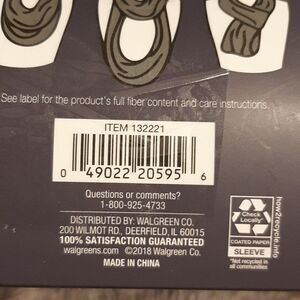 See label for the product's full fiber content and care instructions.
ITEM 132221
0 49022 20595 6
Questions or comments?
1-800-925-4733
DISTRIBUTED BY: WALGREEN CO.
200 WILMOT RD., DEERFIELD, IL 60015
100% SATISFACTION GUARANTEED
walgreens.com ©2018 Walgreen Co.
MADE IN CHINA
Check
Locally*
COATED PAPER
SLEEVE
*Not recycled in
all communities
how2recycle.info